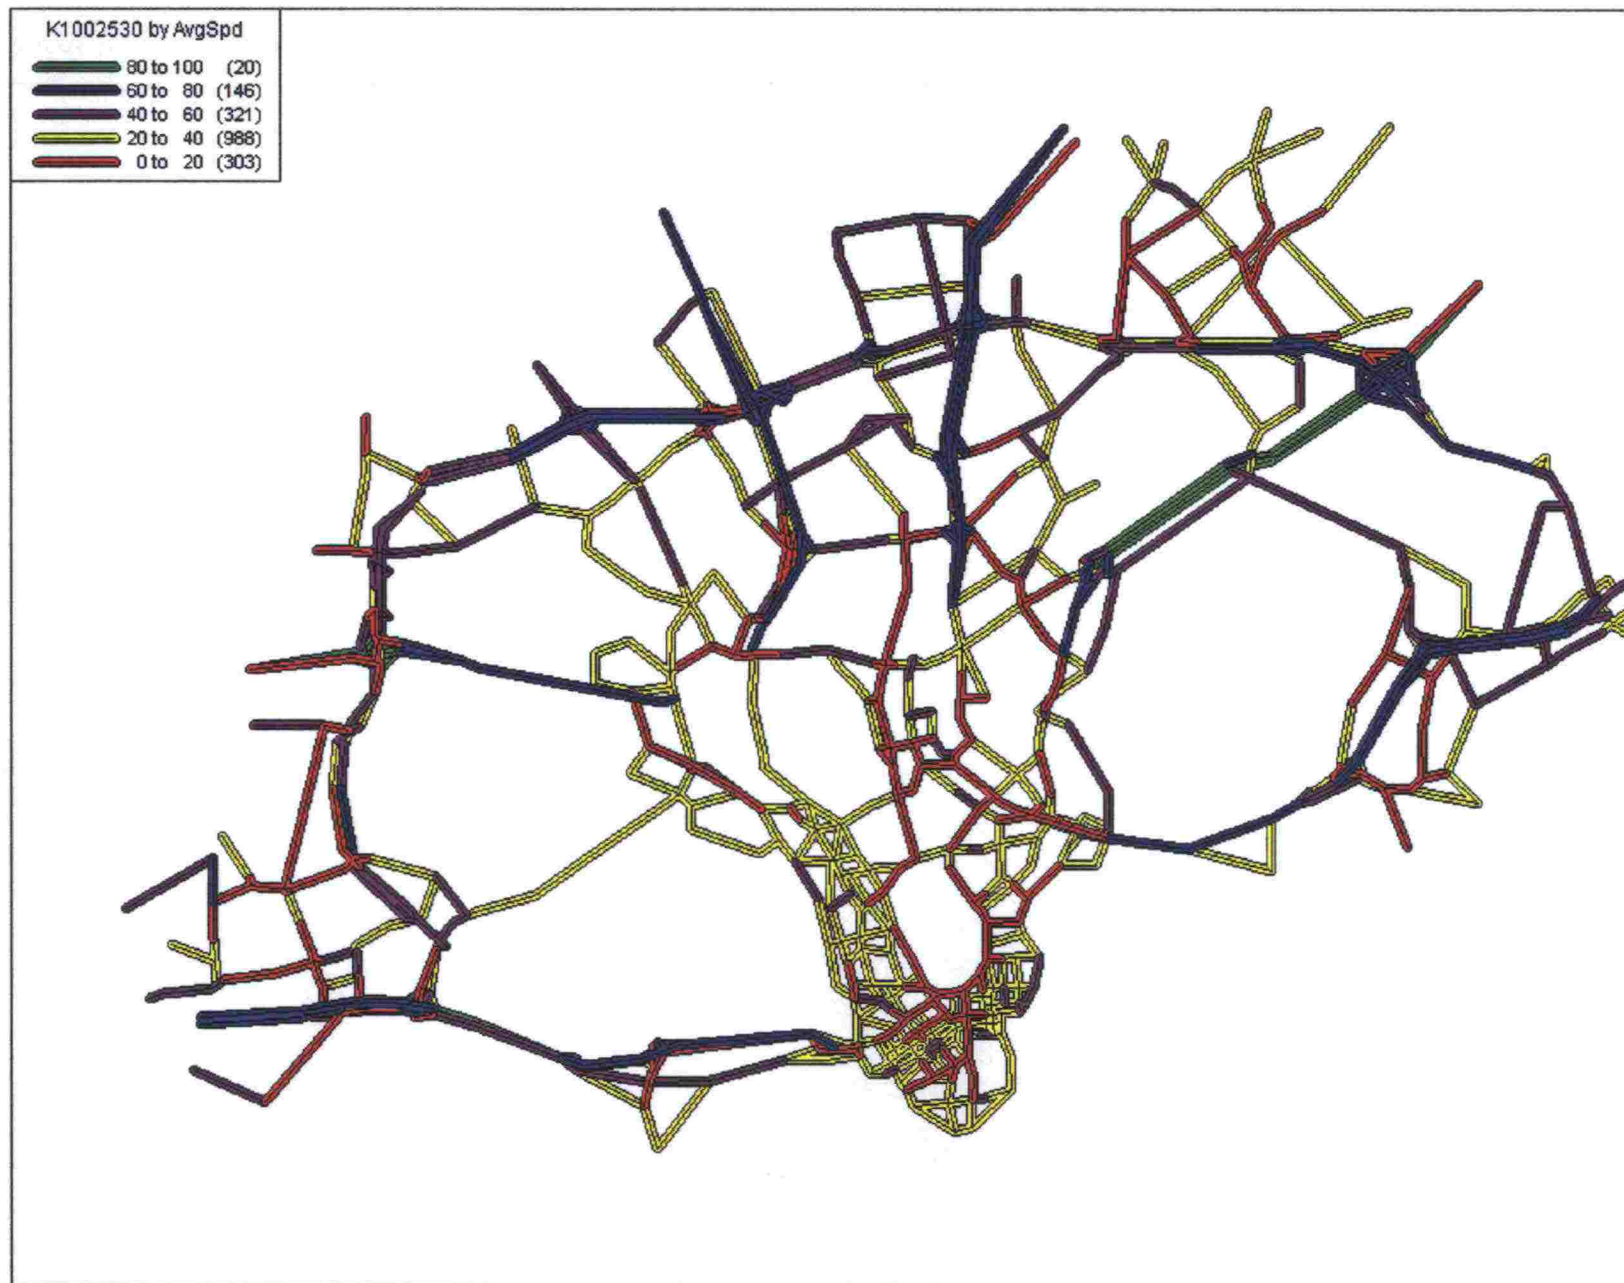 K1002530 by AvgSpd
80 to 100 (20)
60 to 80 (146)
40 to 60 (321)
20 to 40 (988)
0 to 20 (303)